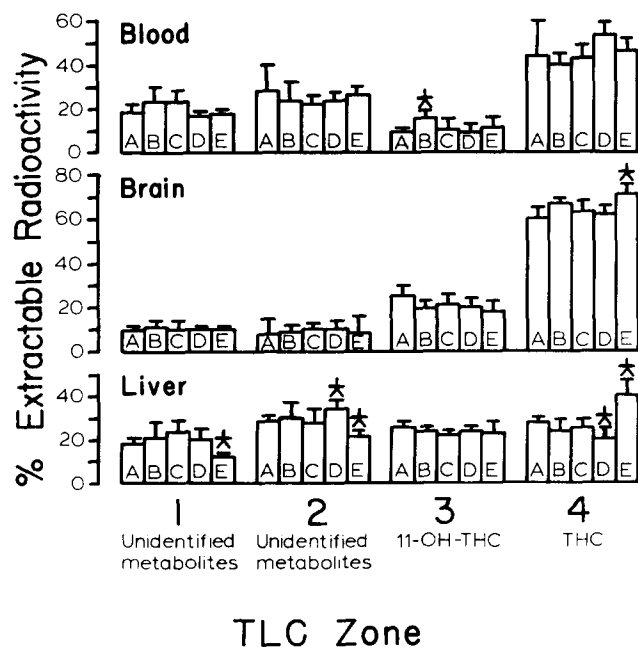 % Extractable Radioactivity
Blood
60
40
20
0
A B C D E A B C D E A B C D E A B C D E
Brain
80
60
40
20
0
A B C D E A B C D E A B C D E A B C D E
Liver
40
20
0
A B C D E A B C D E A B C D E A B C D E
1 2 3 4
Unidentified metabolites Unidentified metabolites 11-OH-THC THC
TLC Zone